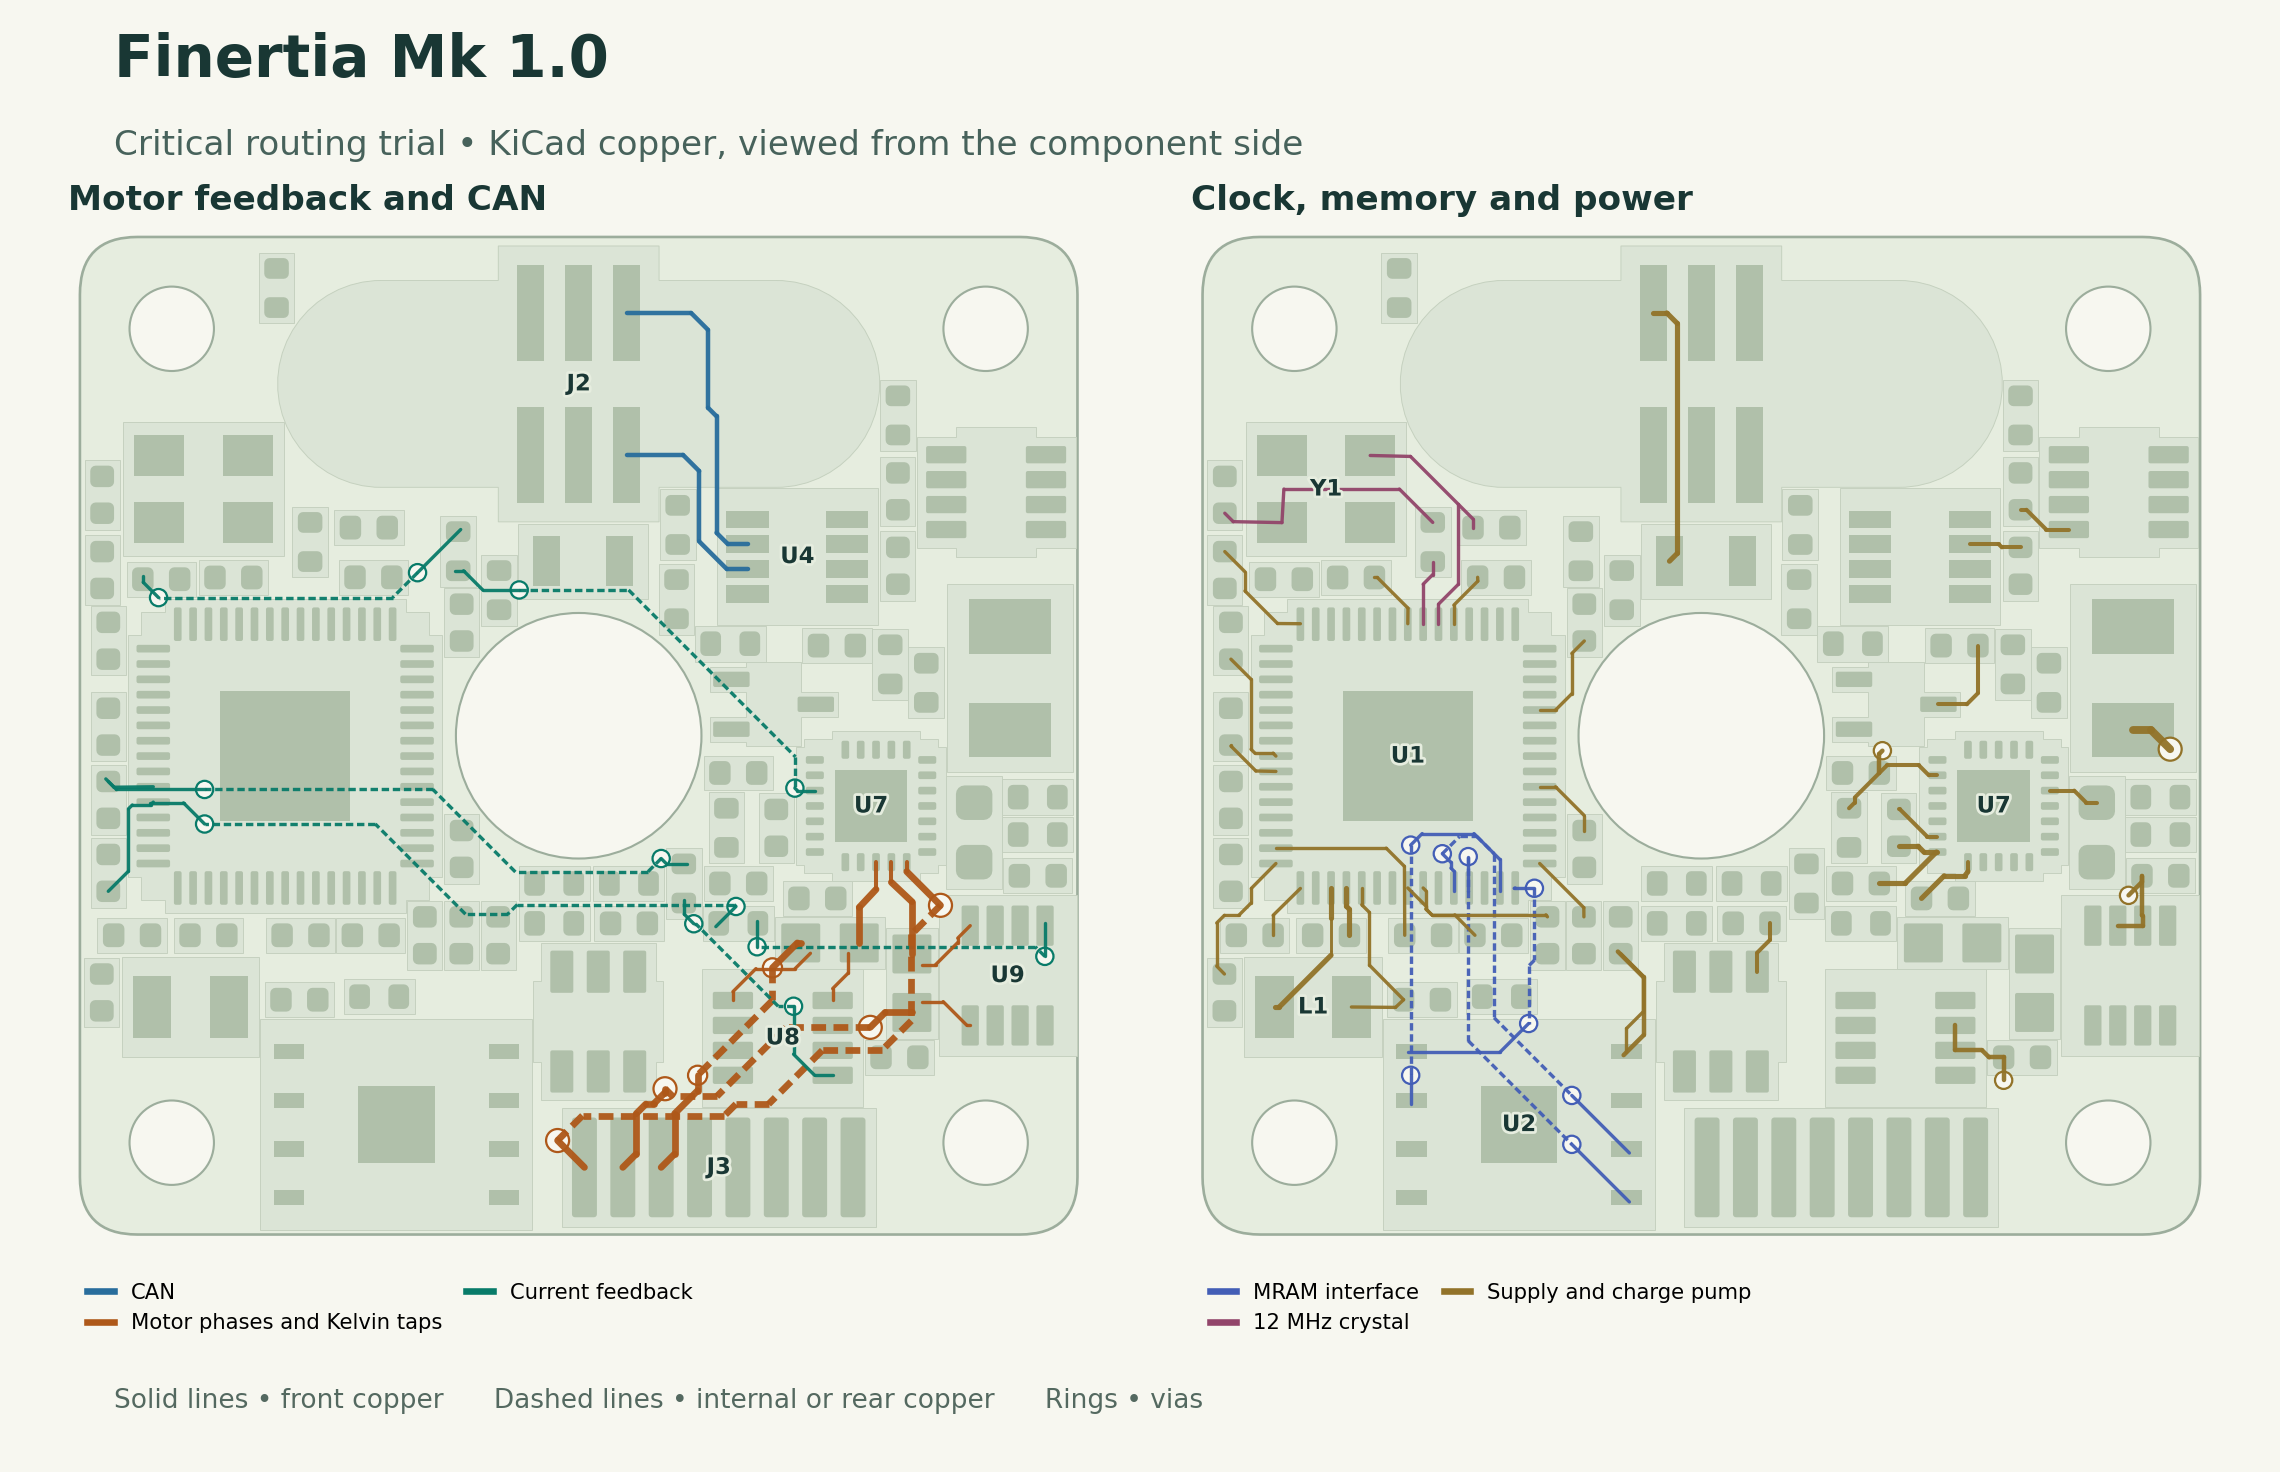 Finertia Mk 1.0
Critical routing trial • KiCad copper, viewed from the component side
Motor feedback and CAN
J2
U4
U7
U9
U8
J3
CAN
Motor phases and Kelvin taps
Current feedback
Clock, memory and power
Y1
U1
U7
L1
U2
MRAM interface
12 MHz crystal
Supply and charge pump
Solid lines • front copper
Dashed lines • internal or rear copper
Rings • vias